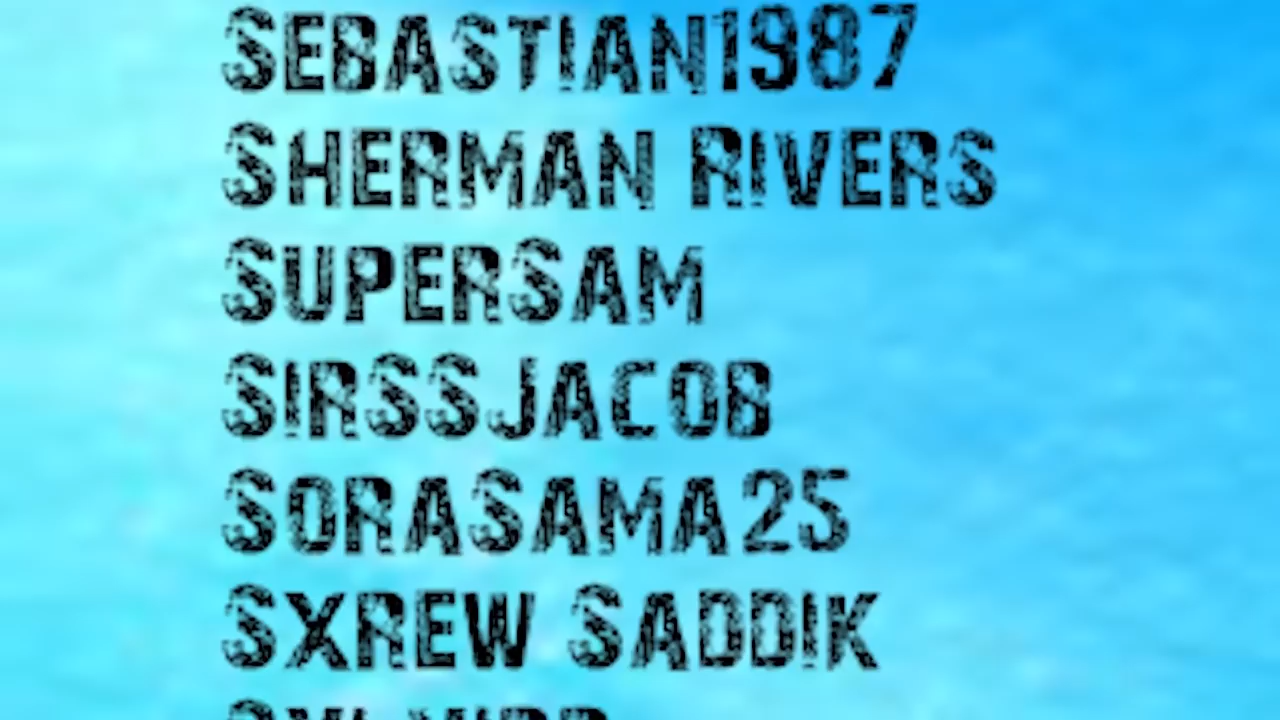 Sebastian1987
Sherman Rivers
SuperSam
SirSSJacob
SoraSama25
Sxrew Saddik